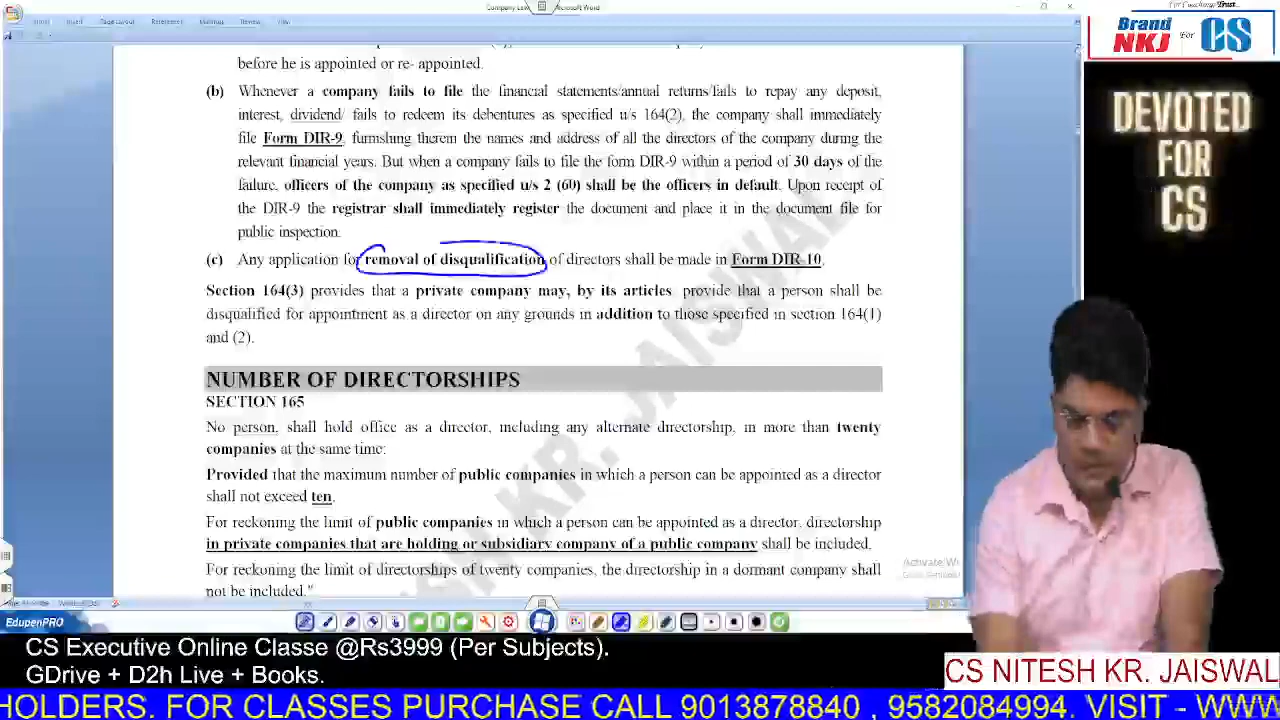 Microsoft Word
Page Layout
Review
before he is appointed or re- appointed.
(b) Whenever a company fails to file the financial statements/annual returns/fails to repay any deposit,
interest, dividend/ fails to redeem its debentures as specified u/s 164(2), the company shall immediately
file Form DIR-9, furnishing therein the names and address of all the directors of the company during the
relevant financial years. But when a company fails to file the form DIR-9 within a period of 30 days of the
failure, officers of the company as specified u/s 2 (60) shall be the officers in default. Upon receipt of
the DIR-9 the registrar shall immediately register the document and place it in the document file for
public inspection.
(c) Any application for removal of disqualification of directors shall be made in Form DIR-10.
Section 164(3) provides that a private company may, by its articles provide that a person shall be
disqualified for appointment as a director on any grounds in addition to those specified in section 164(1)
and (2).
NUMBER OF DIRECTORSHIPS
SECTION 165
No person, shall hold office as a director, including any alternate directorship, in more than twenty
companies at the same time:
Provided that the maximum number of public companies in which a person can be appointed as a director
shall not exceed ten.
For reckoning the limit of public companies in which a person can be appointed as a director, directorship
in private companies that are holding or subsidiary company of a public company shall be included.
For reckoning the limit of directorships of twenty companies, the directorship in a dormant company shall
not be included."
KR. JAISWAL
EdupenPRO
Brand
NKJ
For
CS
DEVOTED
FOR
CS
CS Executive Online Classe @Rs3999 (Per Subjects).
GDrive + D2h Live + Books.
CS NITESH KR. JAISWAL
HOLDERS. FOR CLASSES PURCHASE CALL 9013878840 , 9582084994. VISIT - WWW